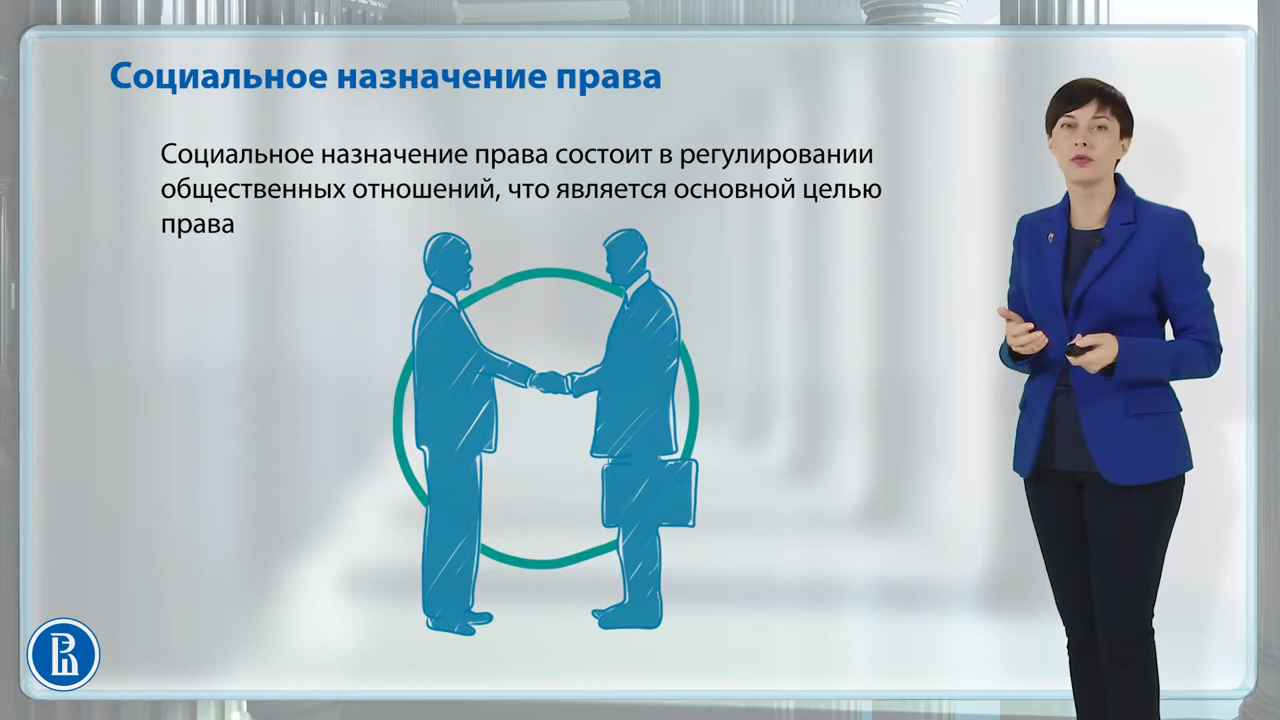 Социальное назначение права
Социальное назначение права состоит в регулировании
общественных отношений, что является основной целью
права